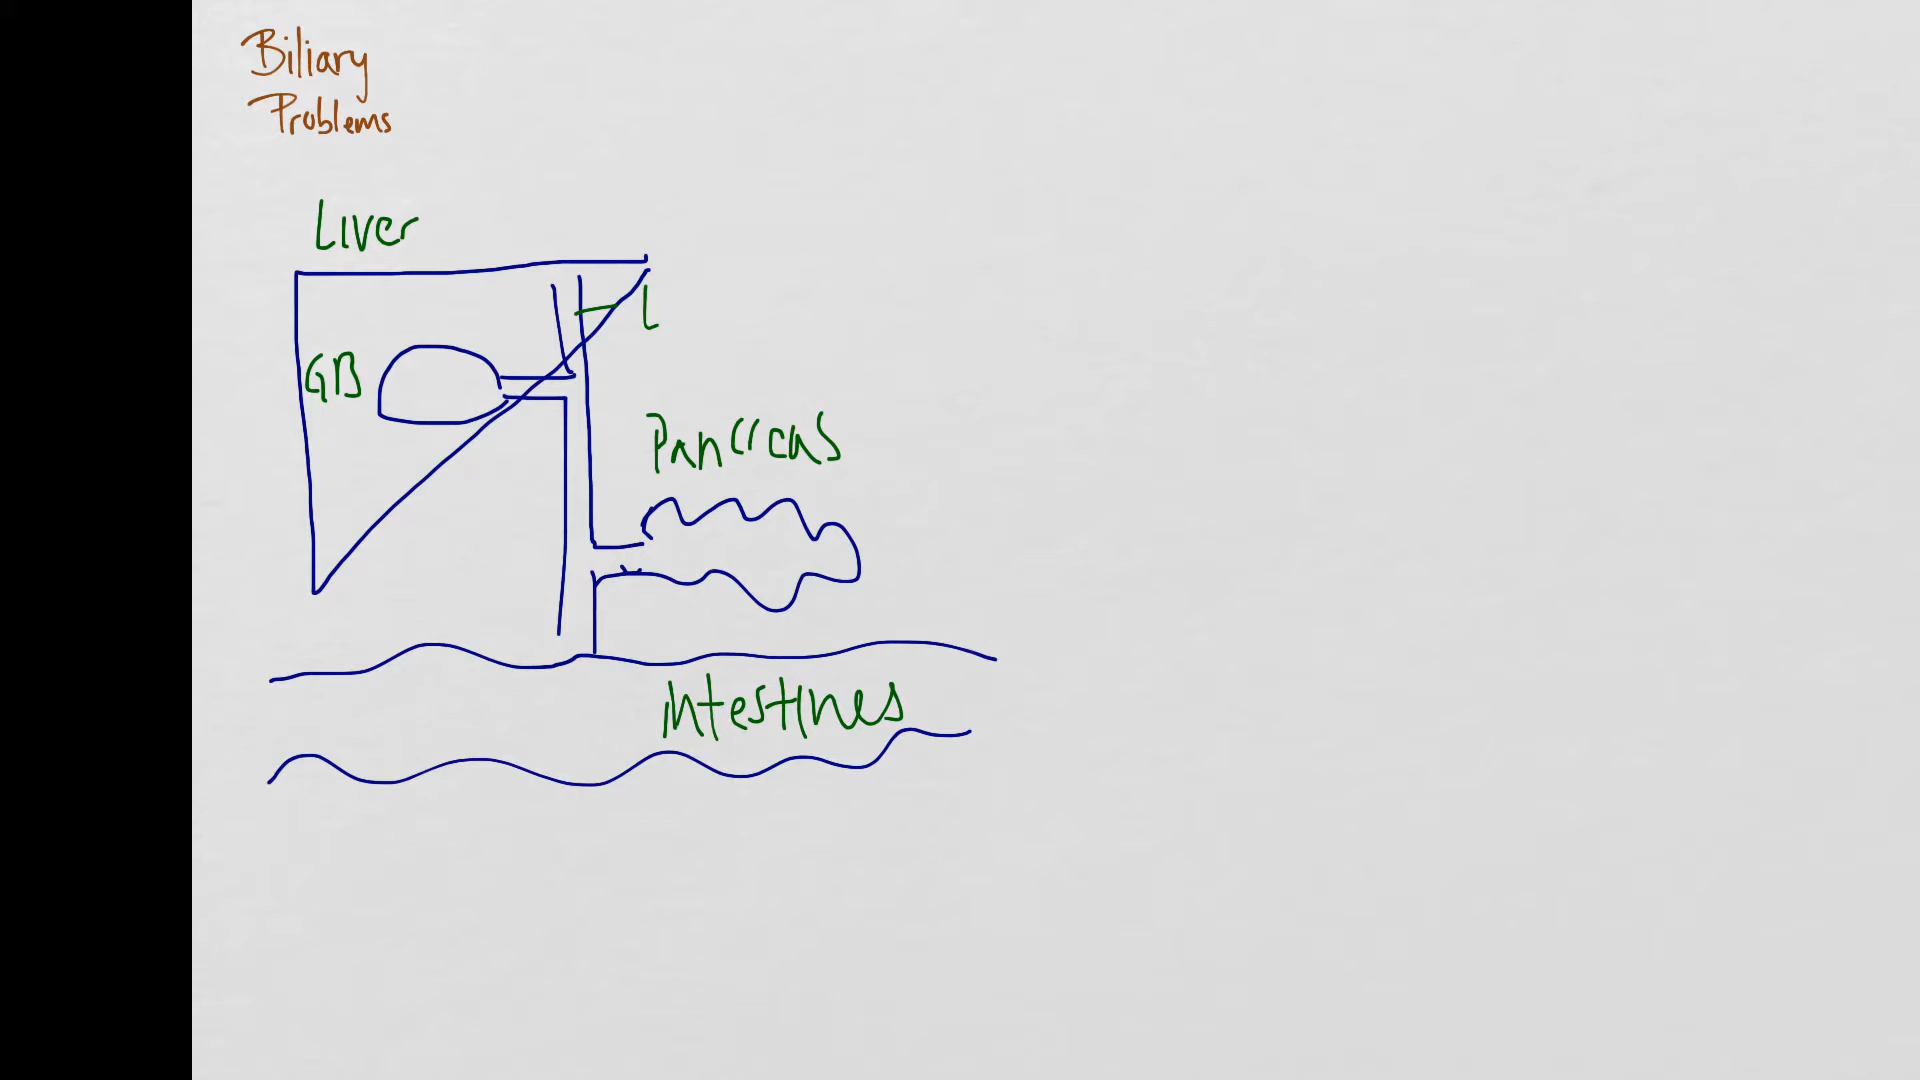 Biliary
Problems
Liver
L
GB
Pancreas
intestines